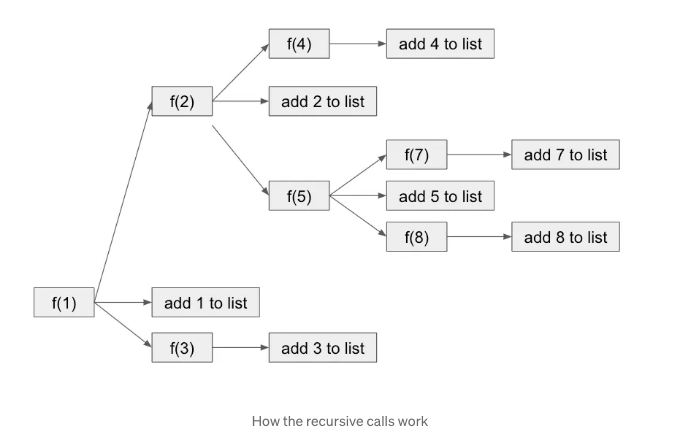 f(4)
add 4 to list
f(2)
add 2 to list
f(7)
add 7 to list
f(5)
add 5 to list
f(8)
add 8 to list
f(1)
add 1 to list
f(3)
add 3 to list
How the recursive calls work